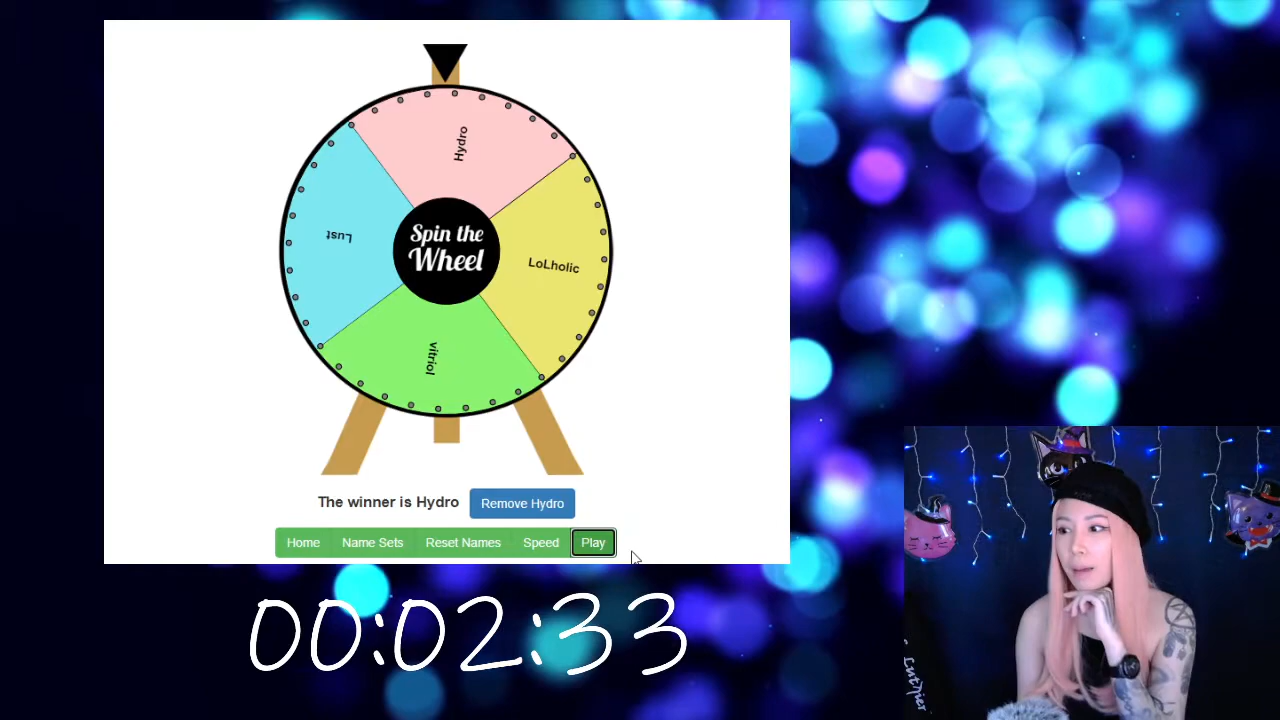 Hydro
Lust
Spin the
Wheel
LoLholic
vitriol
The winner is Hydro
Remove Hydro
Home
Name Sets
Reset Names
Speed
Play
00:02:33